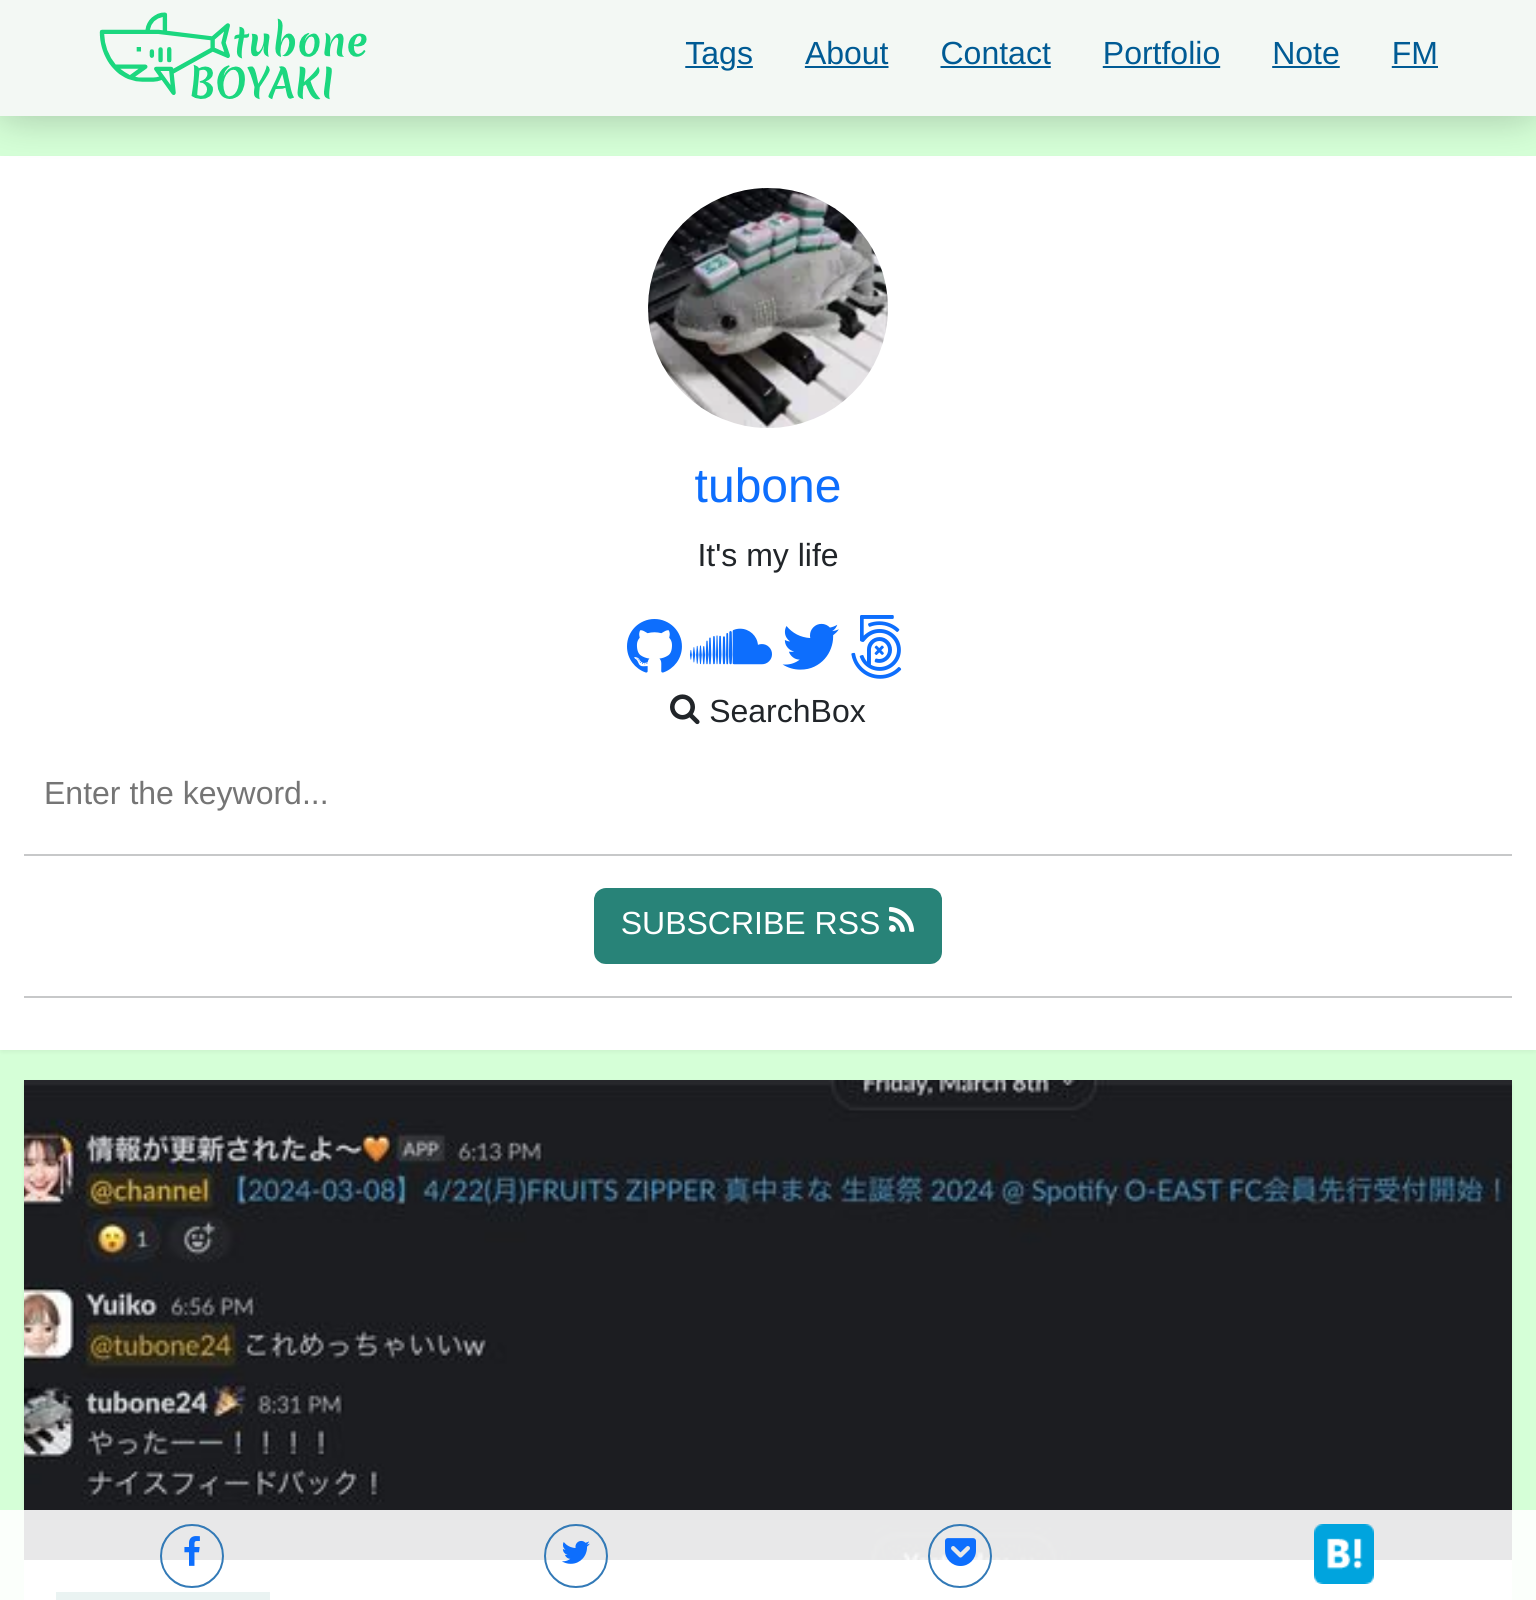 tubone
BOYAKI
Tags About Contact Portfolio Note FM
tubone
It's my life
SearchBox
Enter the keyword...
SUBSCRIBE RSS
Friday, March 8th
情報が更新されたよ〜🧡 APP 6:13 PM
@channel 【2024-03-08】4/22(月)FRUITS ZIPPER 真中まな 生誕祭 2024 @ Spotify O-EAST FC会員先行受付開始！
😮 1
Yuiko 6:56 PM
@tubone24 これめっちゃいいw
tubone24 🎉 8:31 PM
やったーー！！！！
ナイスフィードバック！
B!